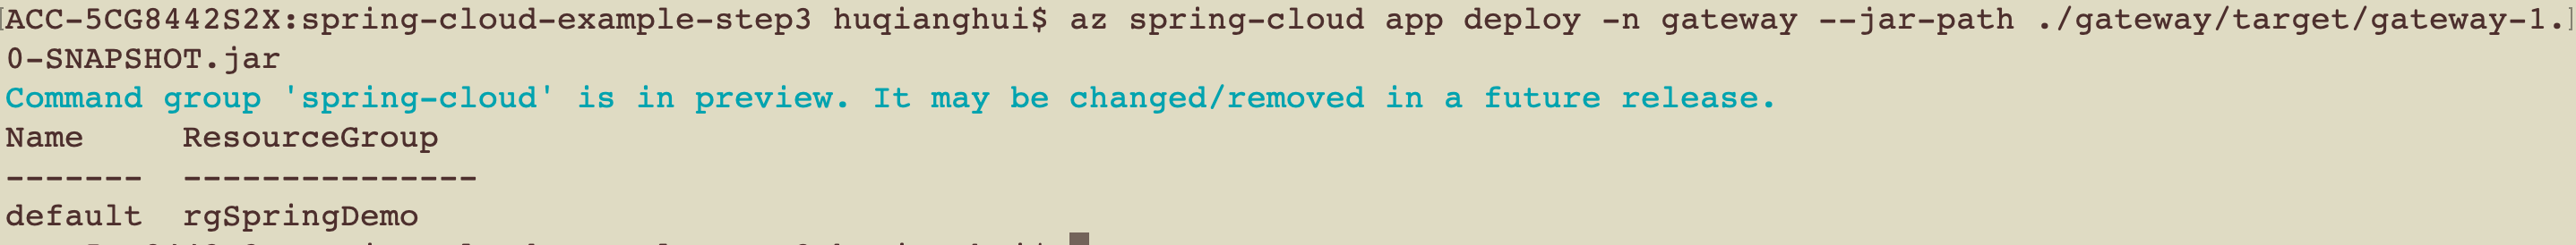 [ACC-5CG8442S2X:spring-cloud-example-step3 huqianghui$ az spring-cloud app deploy -n gateway --jar-path ./gateway/target/gateway-1.]
0-SNAPSHOT.jar
Command group 'spring-cloud' is in preview. It may be changed/removed in a future release.
Name     ResourceGroup
-------  ---------------
default  rgSpringDemo